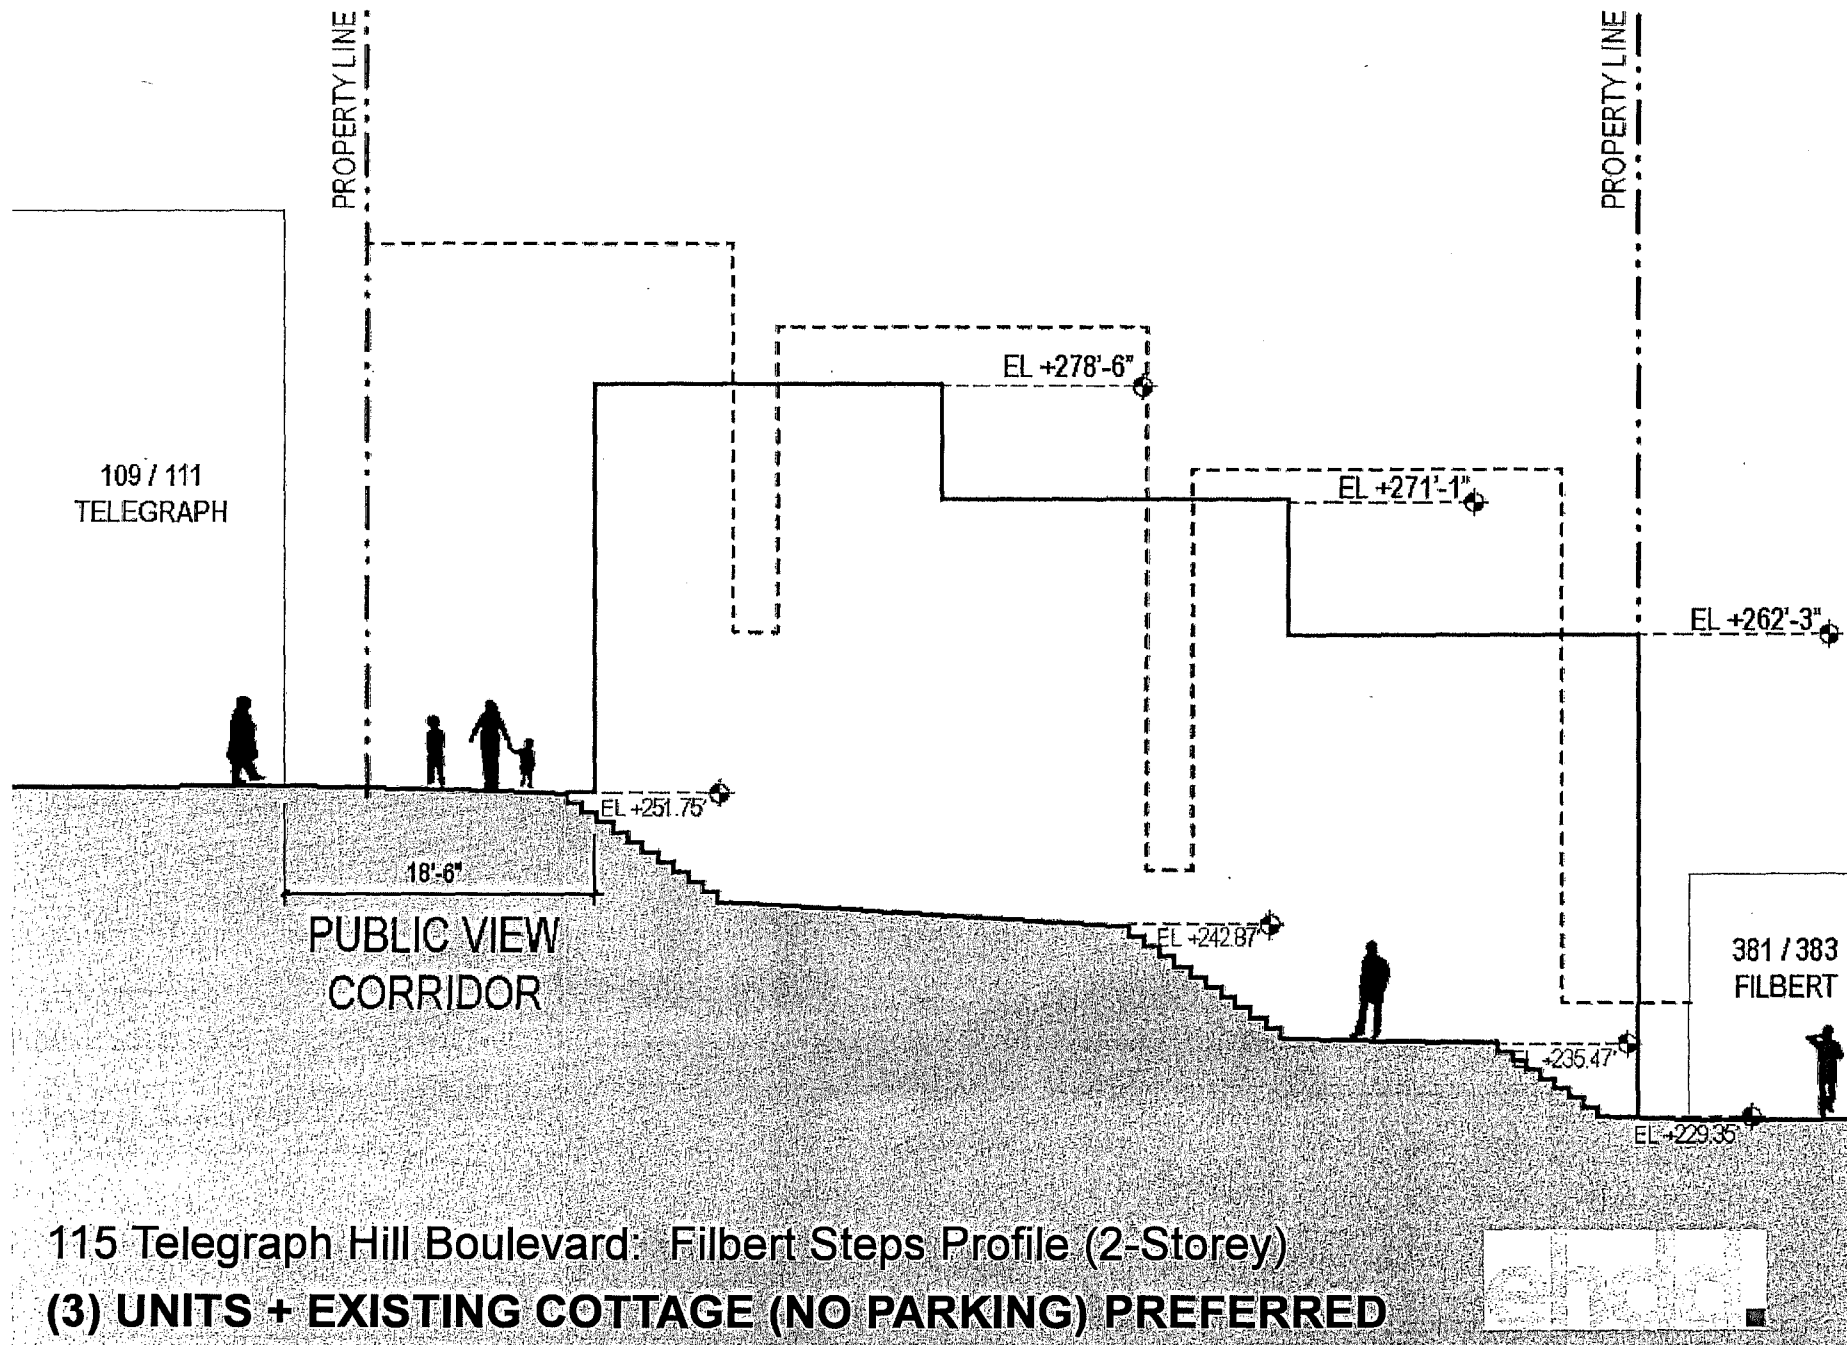 PROPERTY LINE
PROPERTY LINE
EL +278'-6"
109 / 111
TELEGRAPH
EL +271'-1"
EL +262'-3"
EL +251.75'
18'-6"
PUBLIC VIEW
CORRIDOR
EL +242.87'
381 / 383
FILBERT
+235.47'
EL +229.35'
115 Telegraph Hill Boulevard: Filbert Steps Profile (2-Storey)
(3) UNITS + EXISTING COTTAGE (NO PARKING) PREFERRED
ehdd.